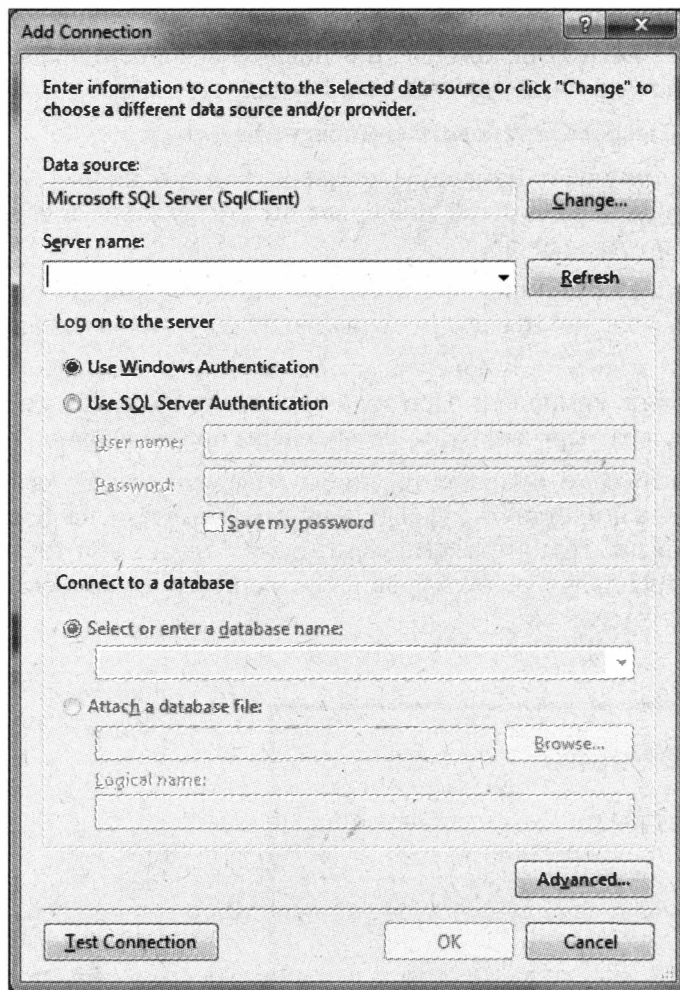 Add Connection
Enter information to connect to the selected data source or click "Change" to
choose a different data source and/or provider.
Data source:
Microsoft SQL Server (SqlClient)
Change...
Server name:
Refresh
Log on to the server
Use Windows Authentication
Use SQL Server Authentication
User name:
Password:
Save my password
Connect to a database
Select or enter a database name:
Attach a database file:
Browse...
Logical name:
Advanced...
Test Connection
OK
Cancel